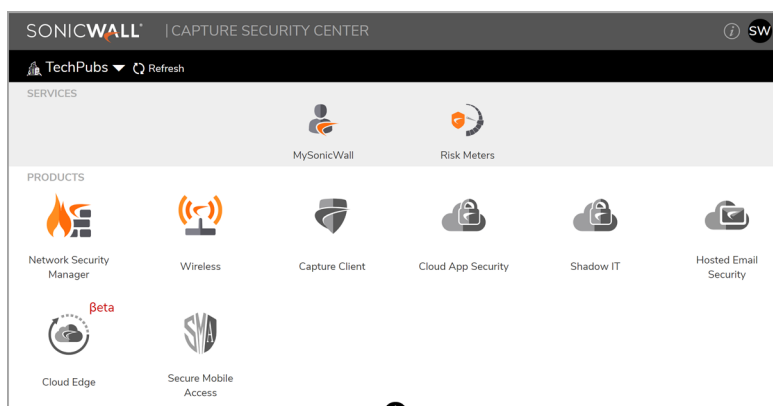 SONICWALL | CAPTURE SECURITY CENTER i SW
TechPubs Refresh
SERVICES
MySonicWall Risk Meters
PRODUCTS
Network Security Manager
Wireless
Capture Client
Cloud App Security
Shadow IT
Hosted Email Security
βeta
SMA
Cloud Edge
Secure Mobile Access